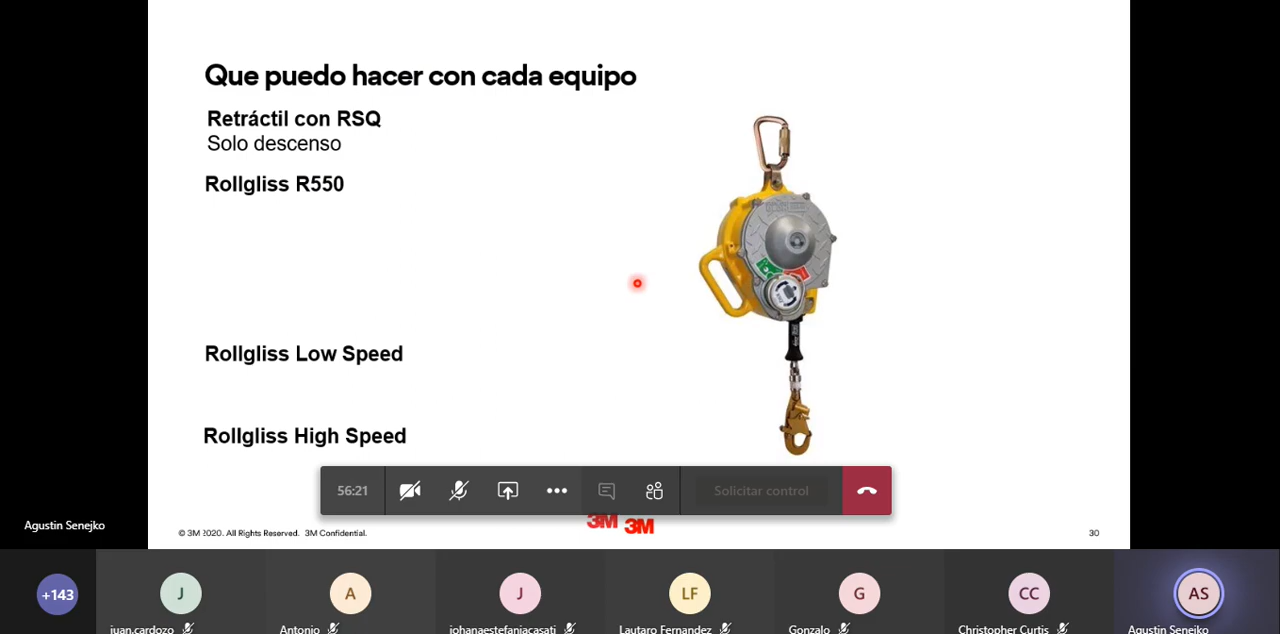 Que puedo hacer con cada equipo
Retráctil con RSQ
Solo descenso
Rollgliss R550
Rollgliss Low Speed
Rollgliss High Speed
56:21
Solicitar control
Agustin Senejko
© 3M 2020. All Rights Reserved. 3M Confidential.
3M 3M
30
+143
J
A
J
LF
G
CC
AS
juan.cardozo
Antonio
johanaestefaniacasati
Lautaro Fernandez
Gonzalo
Christopher Curtis
Agustin Senejko